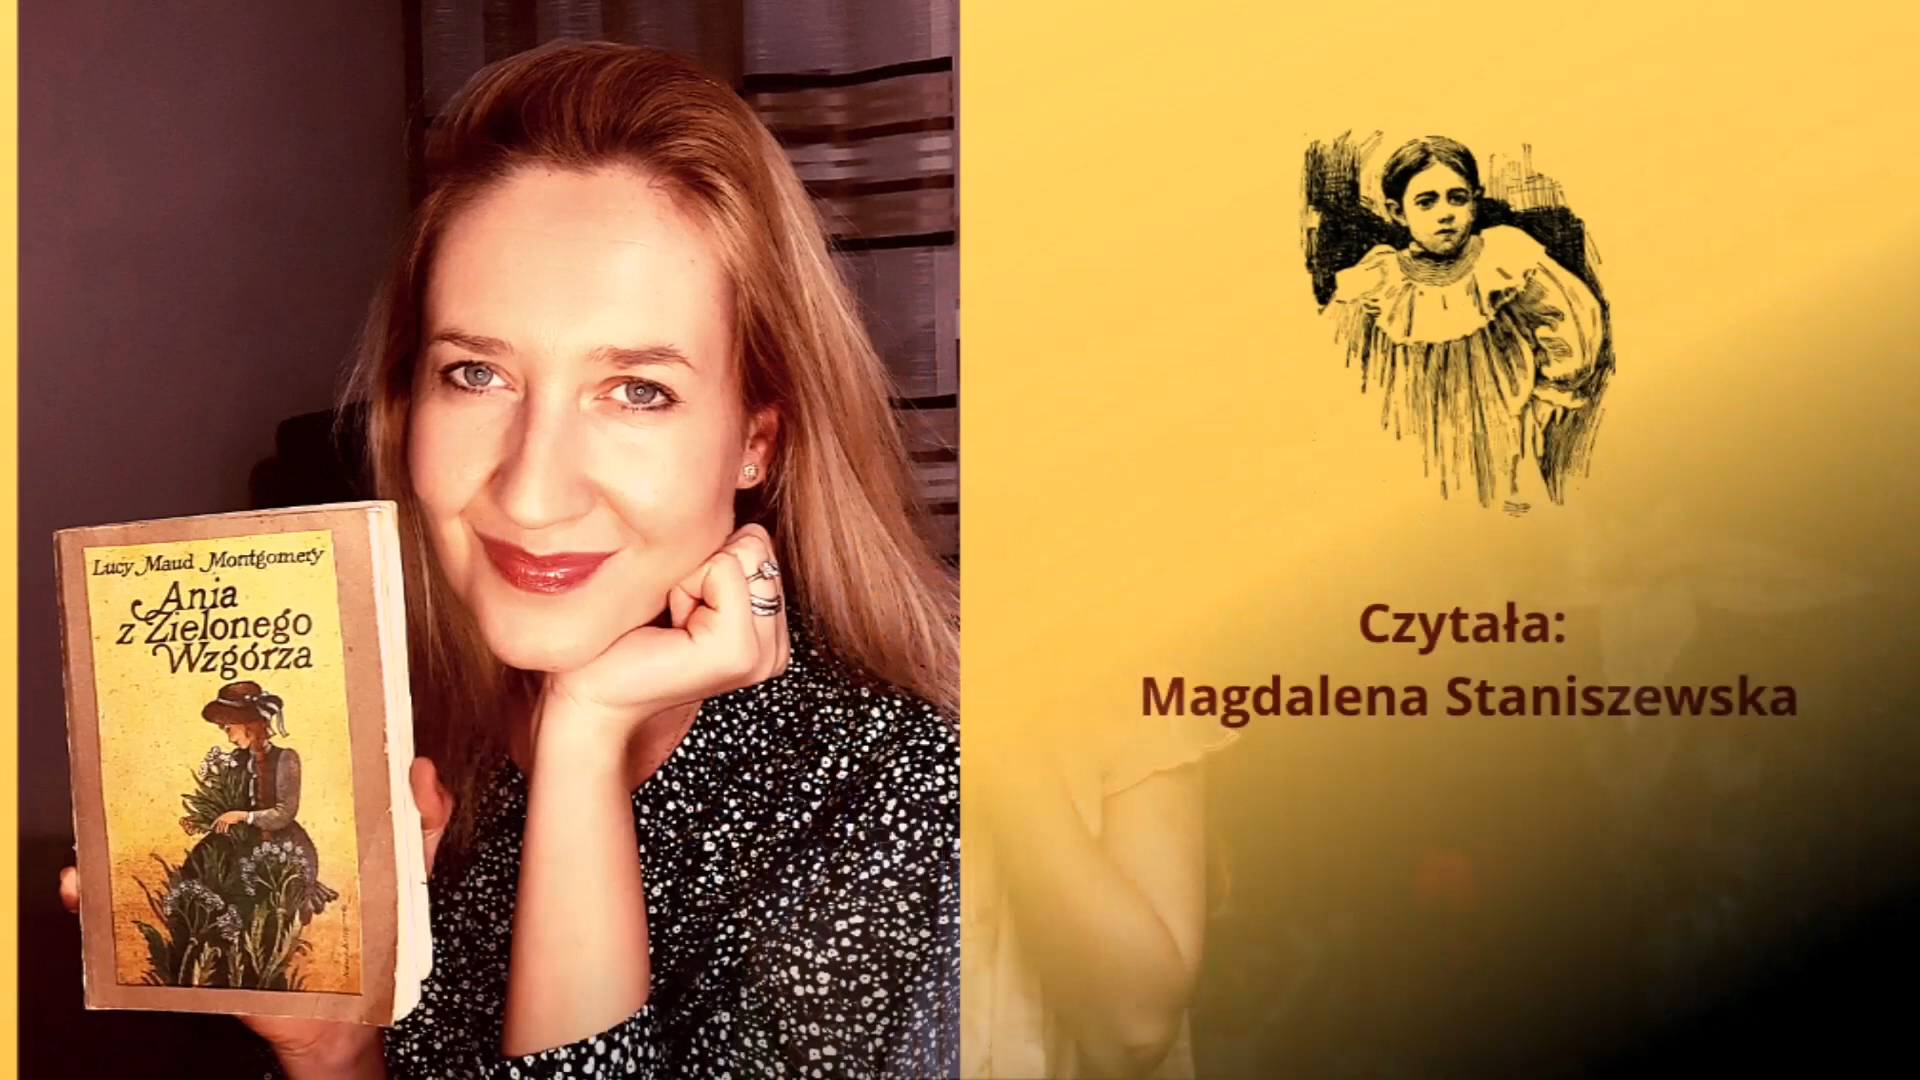 Lucy Maud Montgomery
Ania
z Zielonego
Wzgórza
Czytała:
Magdalena Staniszewska